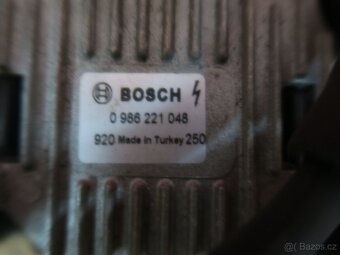 BOSCH
0 986 221 048
920 Made in Turkey 250
Bazos.cz